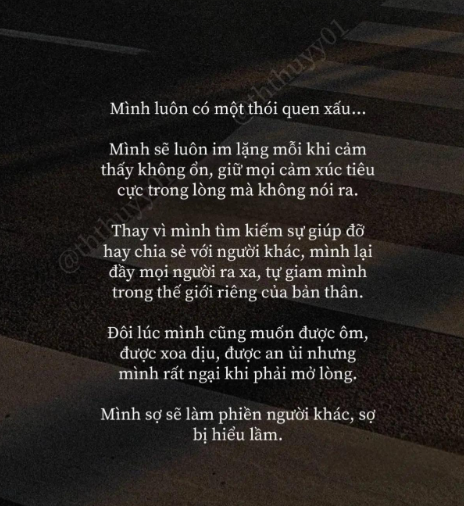 Mình luôn có một thói quen xấu...
Mình sẽ luôn im lặng mỗi khi cảm
thấy không ổn, giữ mọi cảm xúc tiêu
cực trong lòng mà không nói ra.
Thay vì mình tìm kiếm sự giúp đỡ
hay chia sẻ với người khác, mình lại
đầy mọi người ra xa, tự giam mình
trong thế giới riêng của bản thân.
Đôi lúc mình cũng muốn được ôm,
được xoa dịu, được an ủi nhưng
mình rất ngại khi phải mở lòng.
Mình sợ sẽ làm phiền người khác, sợ
bị hiểu lầm.
@ththuyy01
@ththuyy01